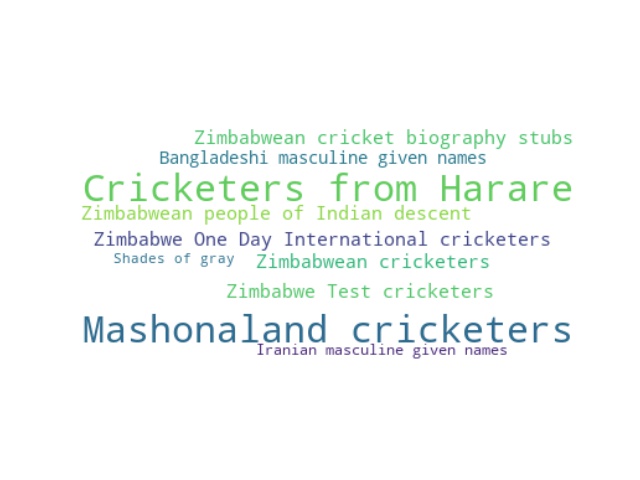 Zimbabwean cricket biography stubs
Bangladeshi masculine given names
Cricketers from Harare
Zimbabwean people of Indian descent
Zimbabwe One Day International cricketers
Shades of gray Zimbabwean cricketers
Zimbabwe Test cricketers
Mashonaland cricketers
Iranian masculine given names